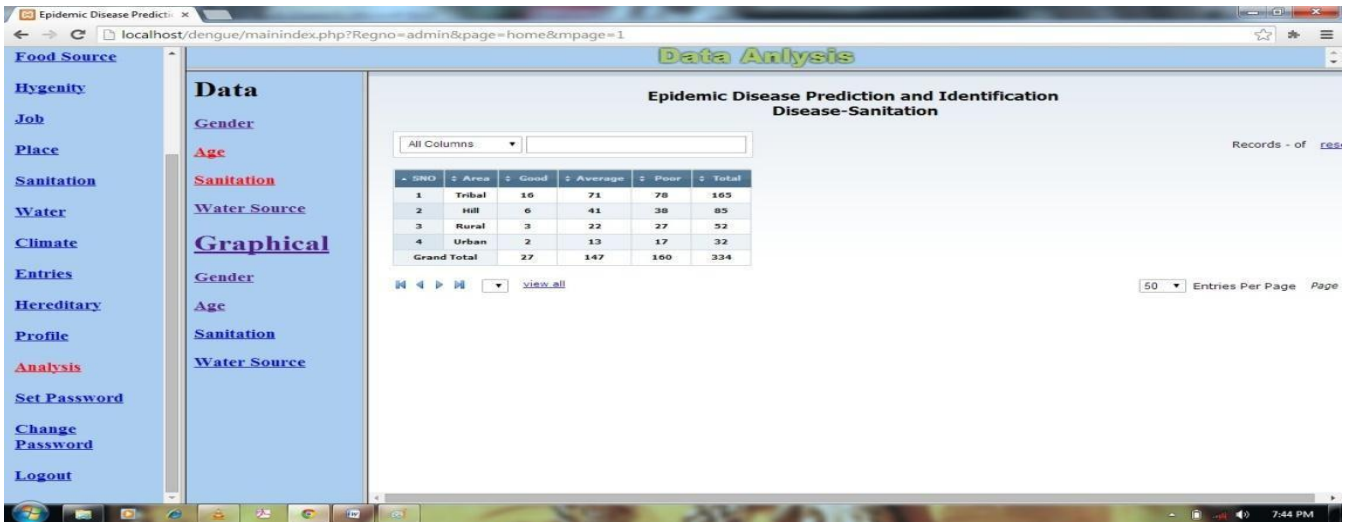 Epidemic Disease Predicti
localhost/dengue/mainindex.php?Regno=admin&page=home&mpage=1
Food Source
Hygenity
Job
Place
Sanitation
Water
Climate
Entries
Hereditary
Profile
Analysis
Set Password
Change
Password
Logout
Data Anlysis
Data
Gender
Age
Sanitation
Water Source
Graphical
Gender
Age
Sanitation
Water Source
Epidemic Disease Prediction and Identification
Disease-Sanitation
All Columns
Records - of rese
SNO Area Good Average Poor Total
1 Tribal 16 71 78 165
2 Hill 6 41 38 85
3 Rural 3 22 27 52
4 Urban 2 13 17 32
Grand Total 27 147 160 334
view all
50 Entries Per Page Page
7:44 PM